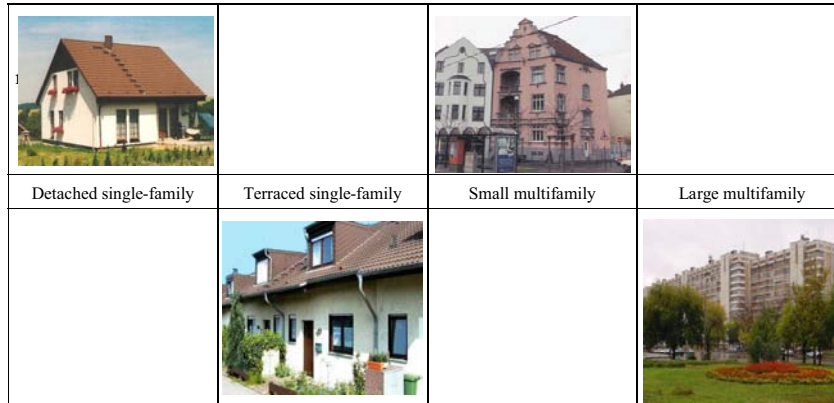 Detached single-family
Terraced single-family
Small multifamily
Large multifamily